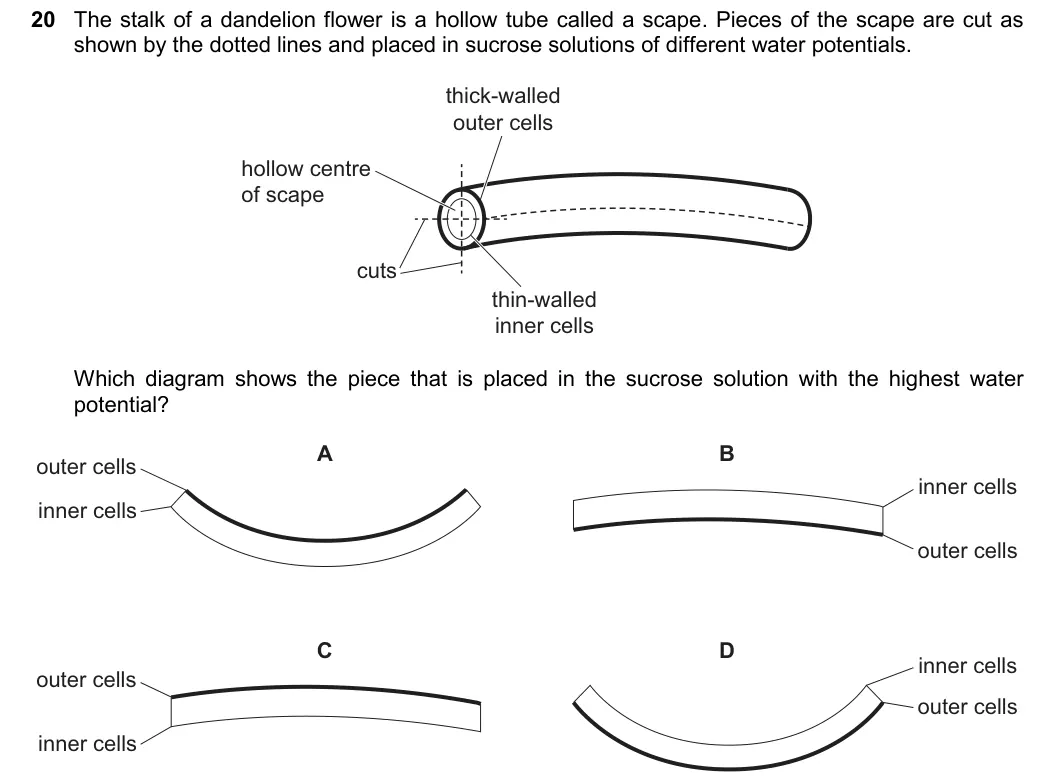 20 The stalk of a dandelion flower is a hollow tube called a scape. Pieces of the scape are cut as
shown by the dotted lines and placed in sucrose solutions of different water potentials.
thick-walled
outer cells
hollow centre
of scape
cuts
thin-walled
inner cells
Which diagram shows the piece that is placed in the sucrose solution with the highest water
potential?
A
outer cells
inner cells
B
inner cells
outer cells
C
outer cells
inner cells
D
inner cells
outer cells